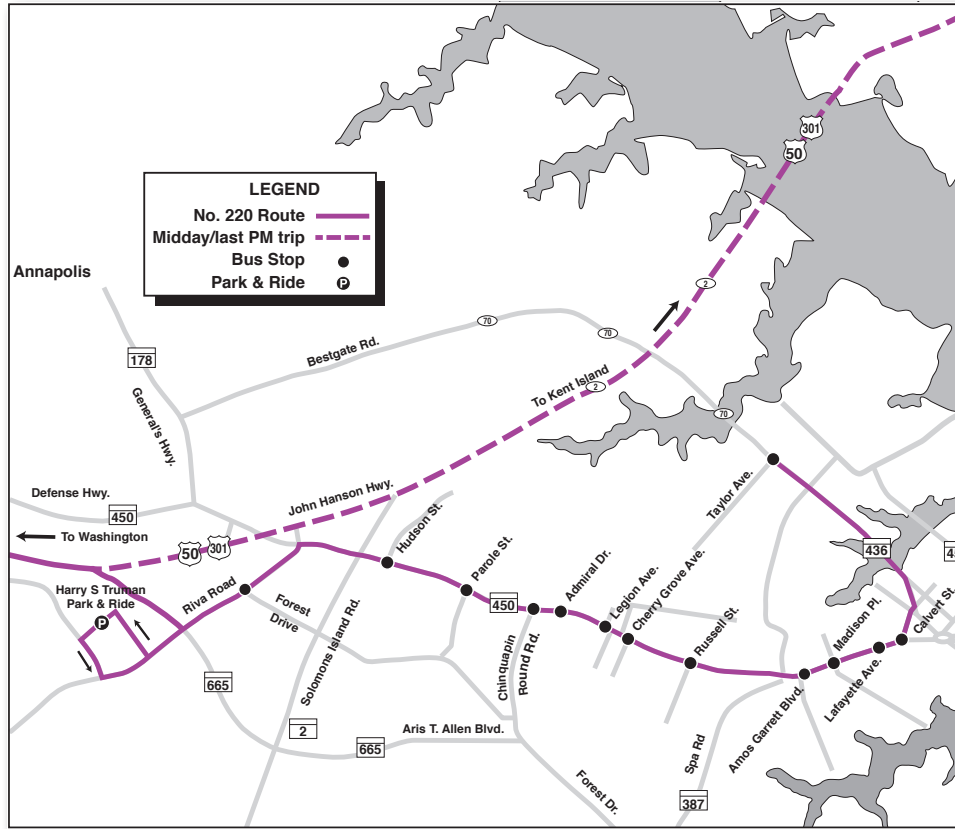 301
50
LEGEND
No. 220 Route
Midday/last PM trip
Bus Stop
Park & Ride
P
Annapolis
2
70
70
178
Bestgate Rd.
To Kent Island
2
70
General's Hwy.
Taylor Ave.
Defense Hwy.
450
John Hanson Hwy.
Hudson St.
To Washington
50
301
436
Parole St.
Admiral Dr.
Legion Ave.
Cherry Grove Ave.
Harry S Truman
Park & Ride
P
Riva Road
Forest
Drive
450
Russell St.
Madison Pl.
Calvert St.
Solomons Island Rd.
Chinquapin
Round Rd.
665
Lafayette Ave.
Amos Garrett Blvd.
2
665
Aris T. Allen Blvd.
Spa Rd
Forest Dr.
387